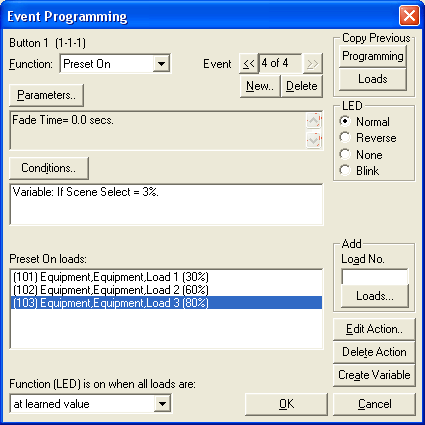 Event Programming
Button 1 (1-1-1)
Function: Preset On
Event << 4 of 4 >>
New.. Delete
Parameters..
Fade Time= 0.0 secs.
Conditions..
Variable: If Scene Select = 3%.
Preset On loads:
(101) Equipment,Equipment,Load 1 (30%)
(102) Equipment,Equipment,Load 2 (60%)
(103) Equipment,Equipment,Load 3 (80%)
Function (LED) is on when all loads are:
at learned value
OK
Copy Previous
Programming
Loads
LED
Normal
Reverse
None
Blink
Add
Load No.
Loads...
Edit Action..
Delete Action
Create Variable
Cancel